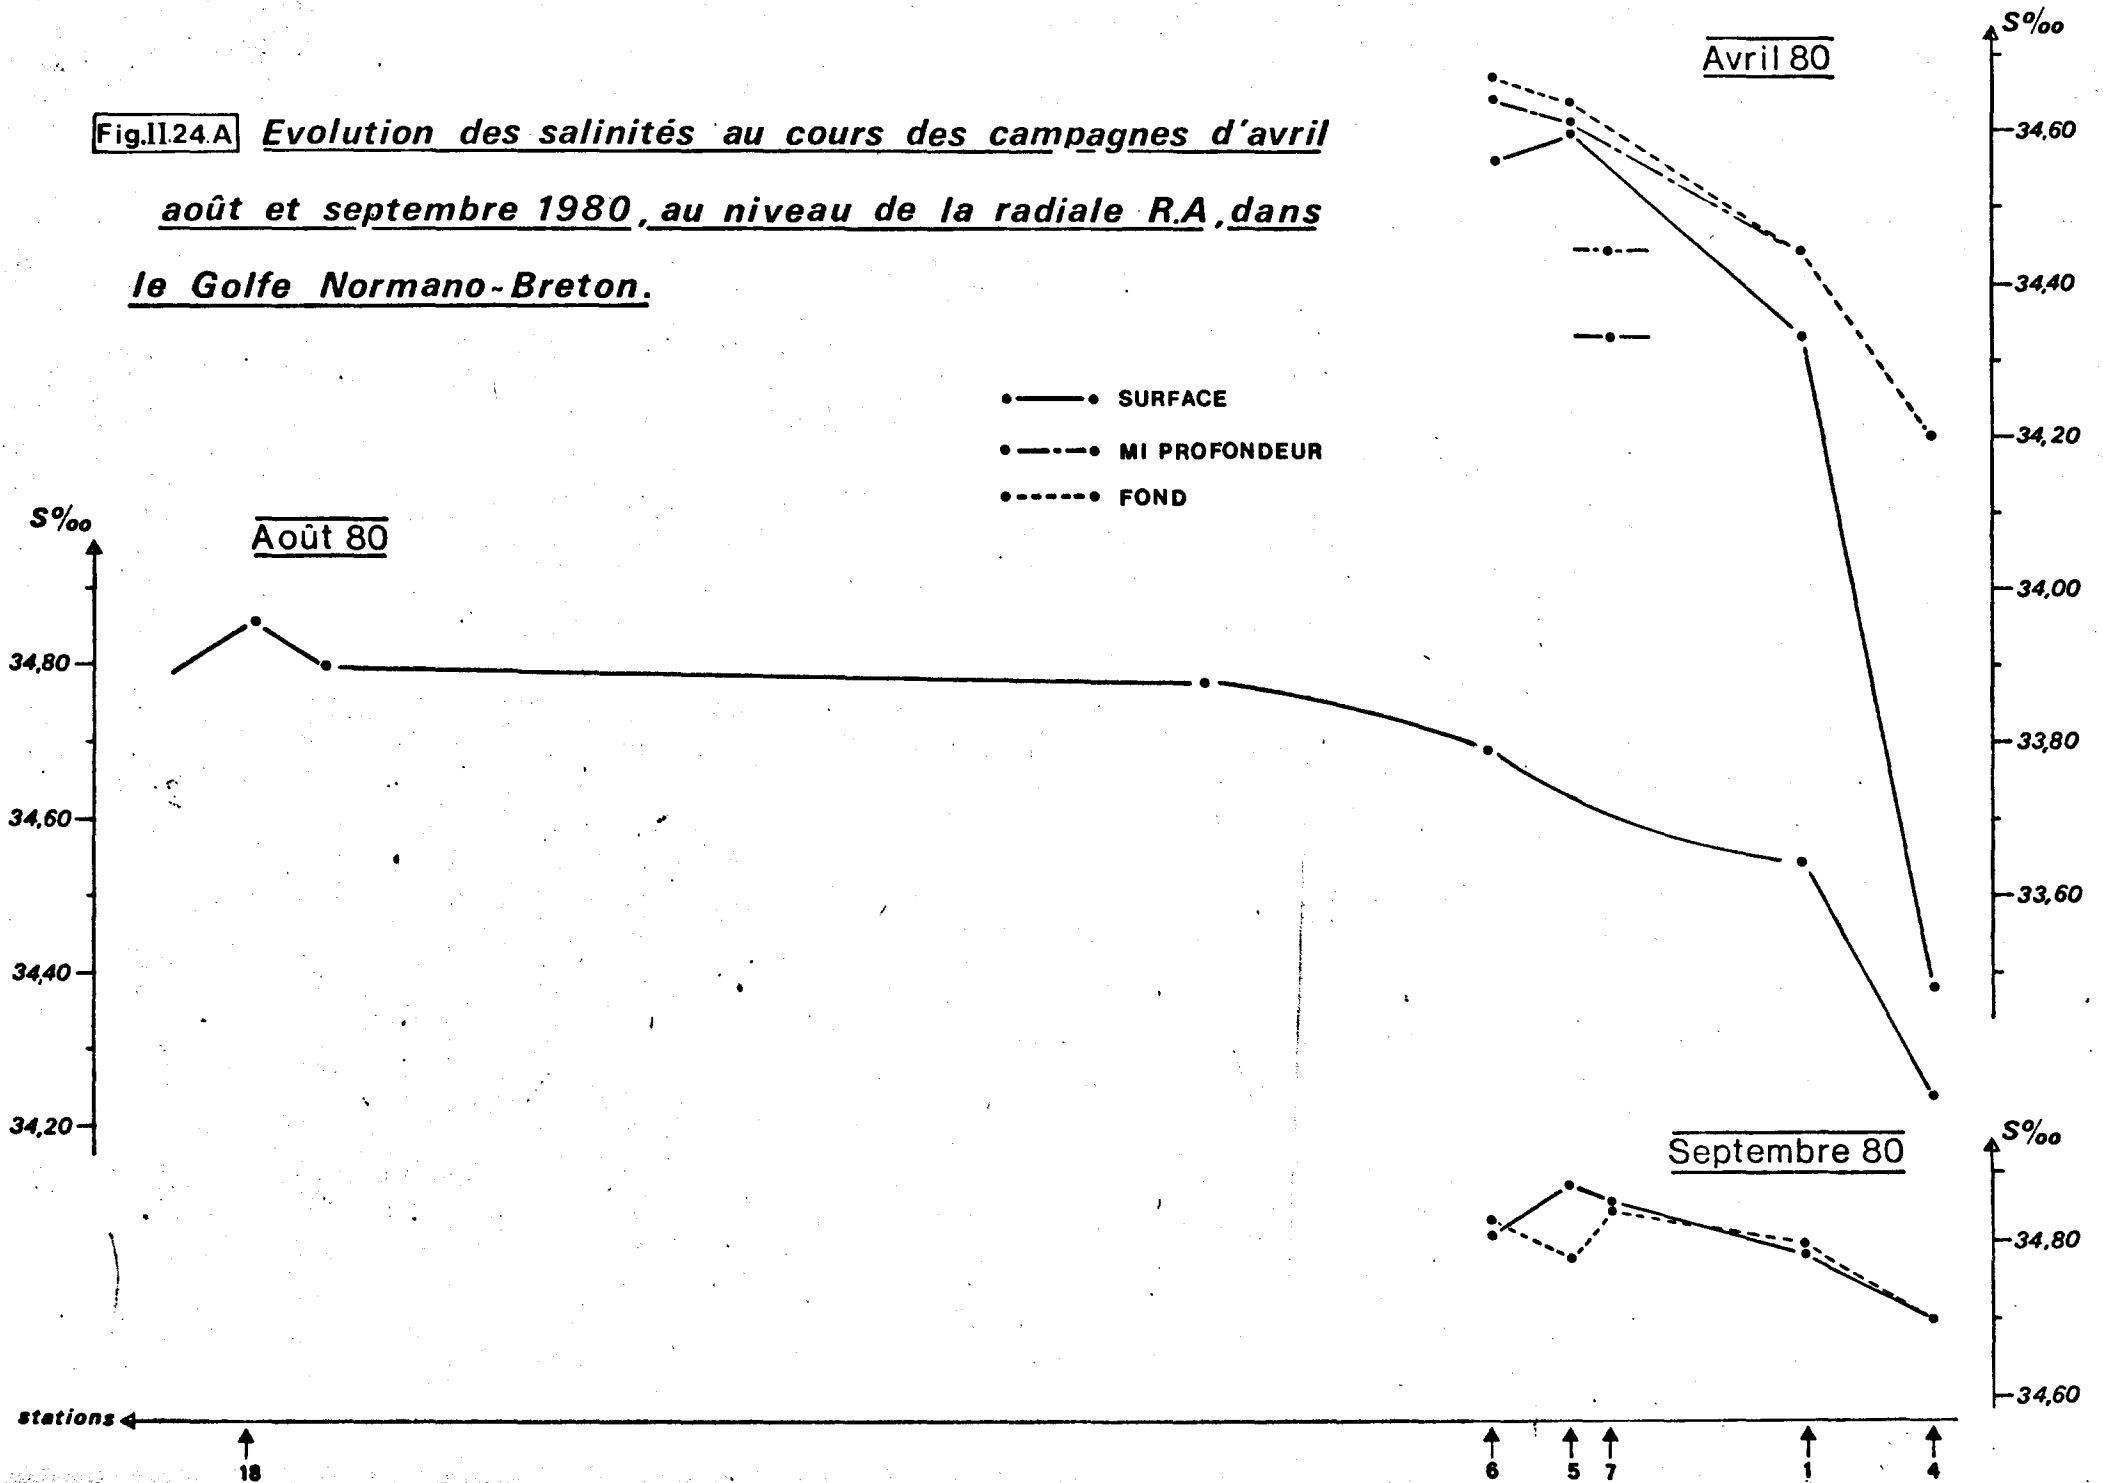 Fig.II.24.A Evolution des salinités au cours des campagnes d'avril
août et septembre 1980, au niveau de la radiale R.A, dans
le Golfe Normano-Breton.
Avril 80
S‰
34,60
34,40
34,20
34,00
33,80
33,60
SURFACE
MI PROFONDEUR
FOND
Août 80
S‰
34,80
34,60
34,40
34,20
Septembre 80
S‰
34,80
34,60
stations
18 6 5 7 1 4